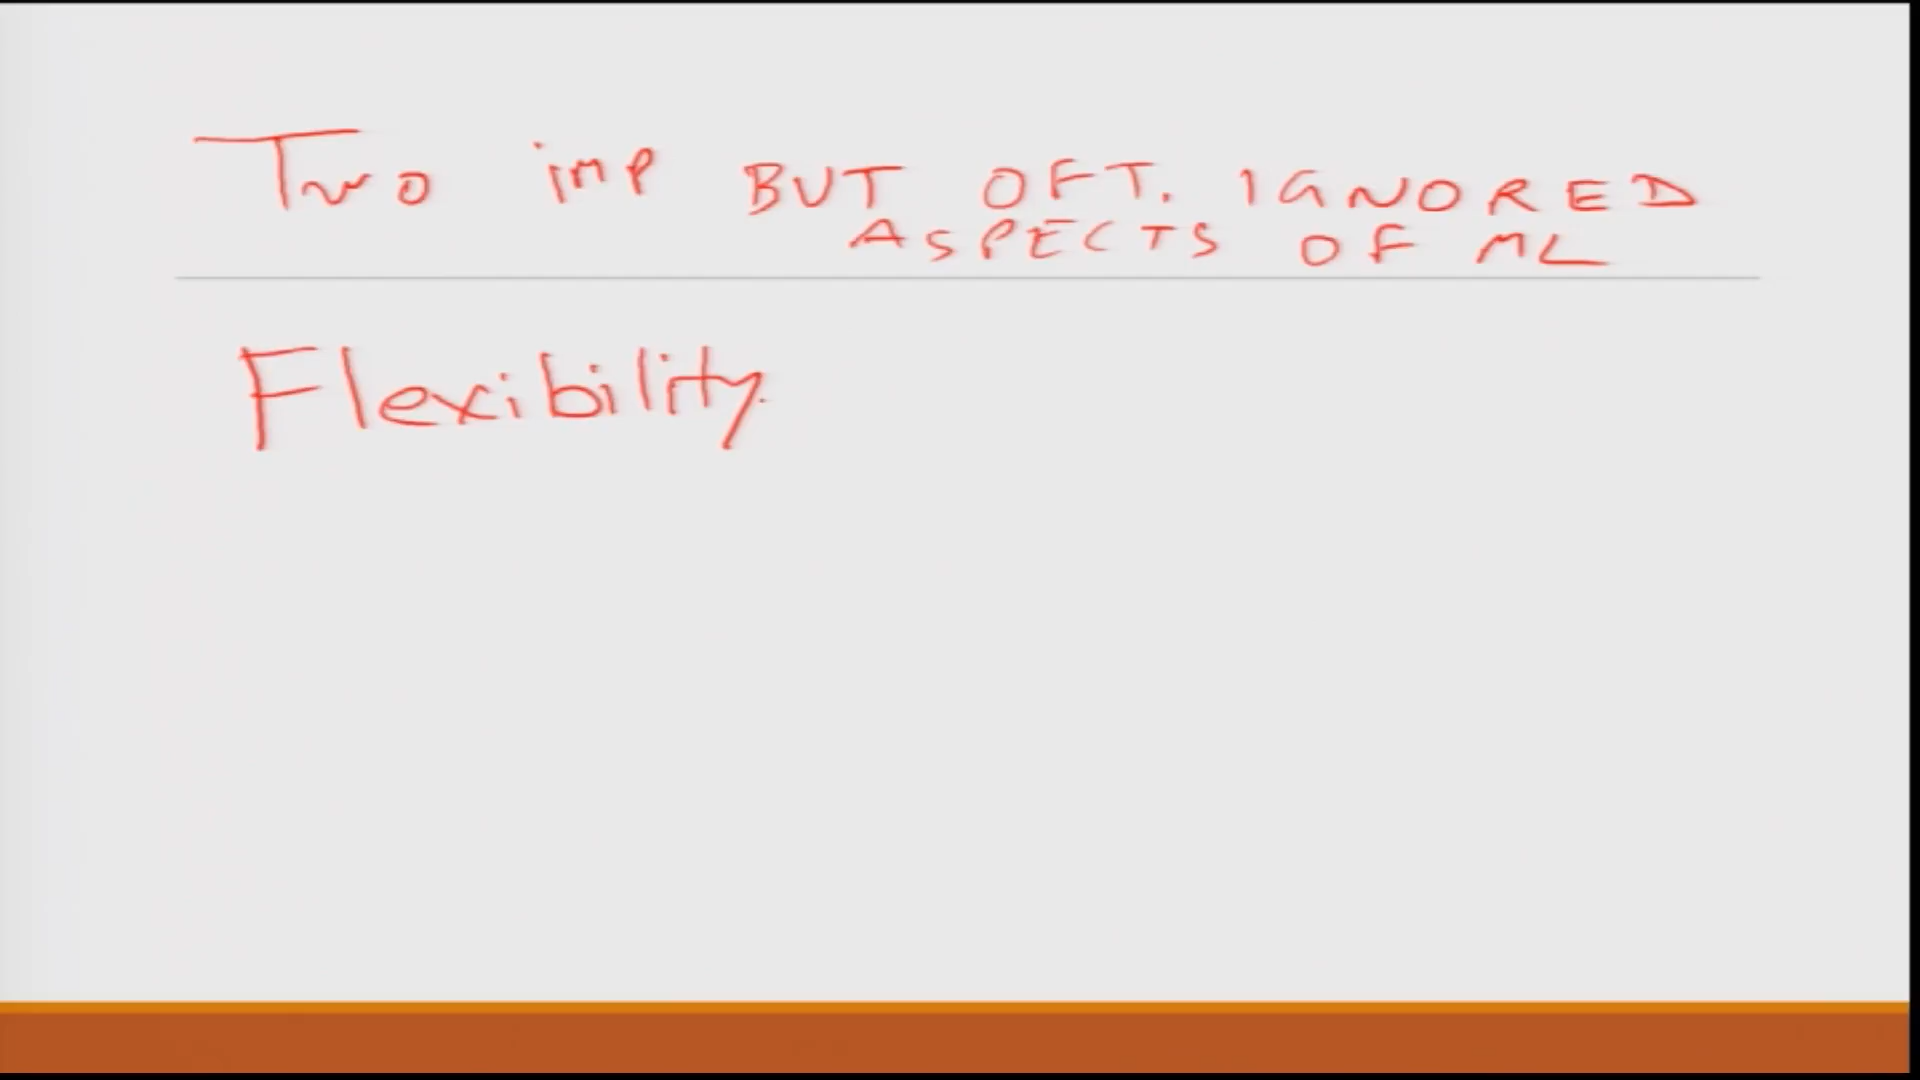 Two imp BUT OFT. IGNORED
ASPECTS OF ML
Flexibility